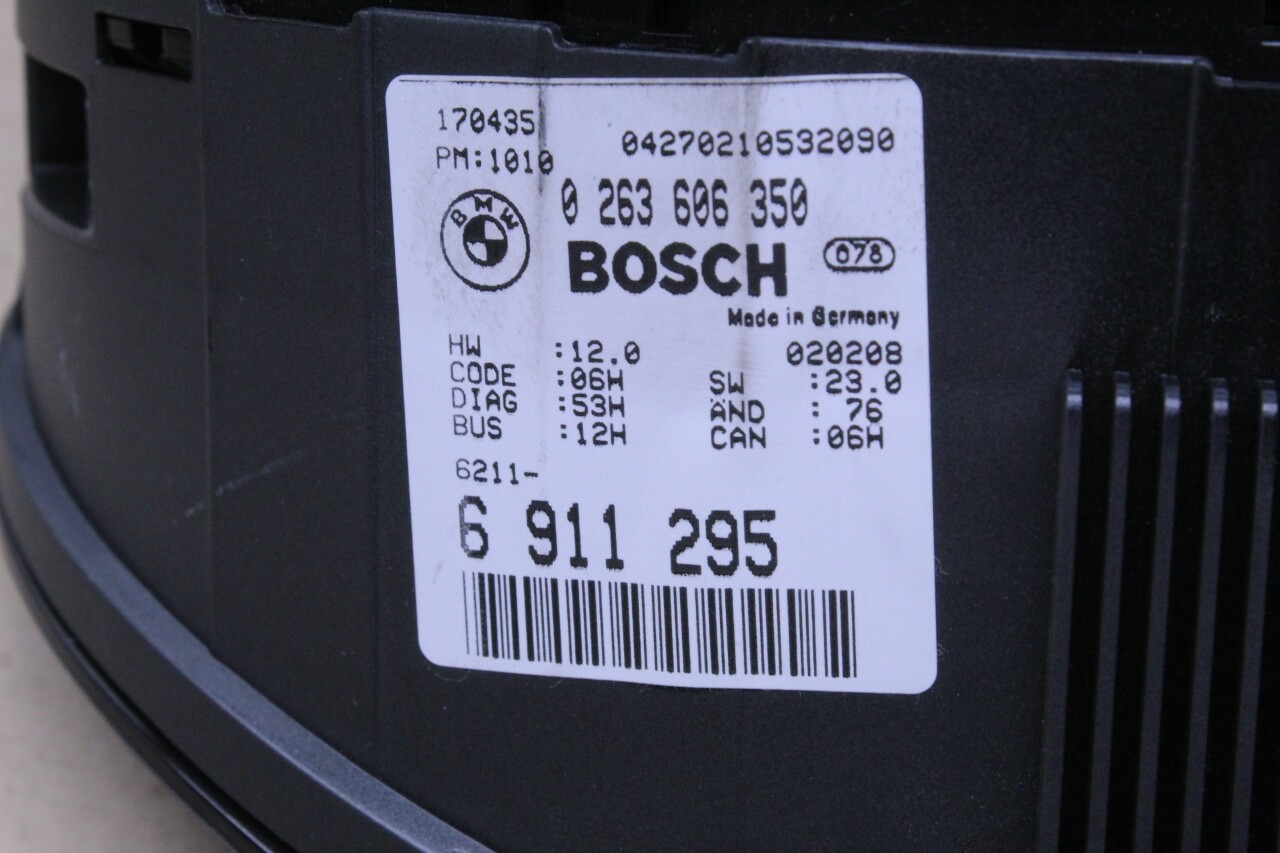 170435
04270210532090
PM:1010
BMW
0 263 606 350
BOSCH
078
Made in Germany
HW :12.0 020208
CODE :06H SW :23.0
DIAG :53H ÄND : 76
BUS :12H CAN :06H
6211-
6 911 295